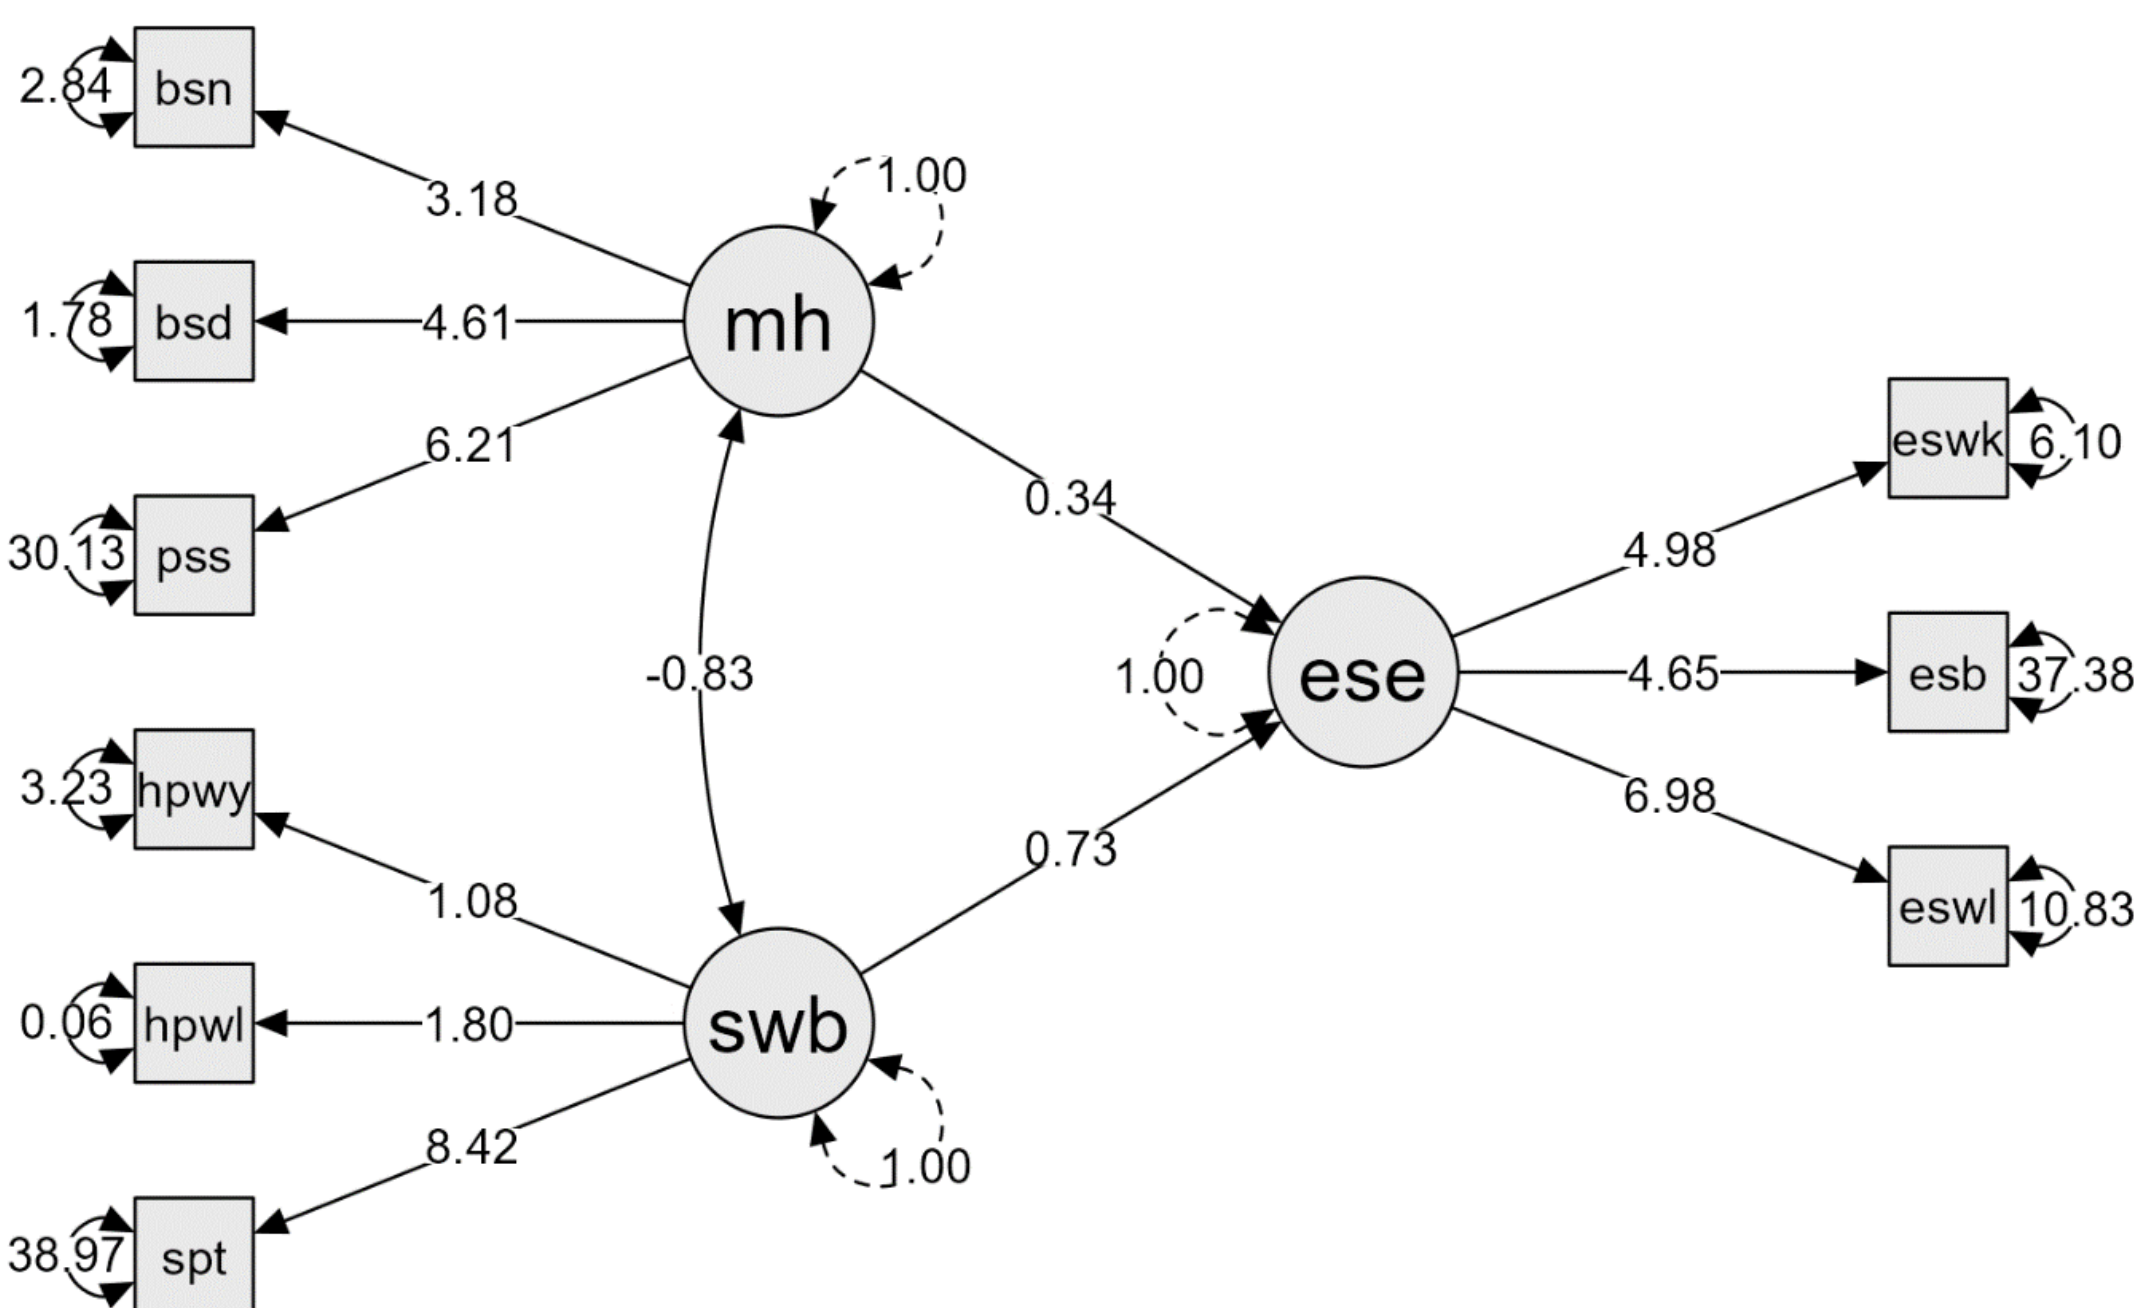 2.84 bsn
3.18
1.00
1.78 bsd
4.61
mh
6.21
30.13 pss
0.34
eswk 6.10
4.98
-0.83
1.00
ese
4.65
esb 37.38
3.23 hpwy
6.98
0.73
1.08
eswl 10.83
0.06 hpwl
1.80
swb
8.42
1.00
38.97 spt